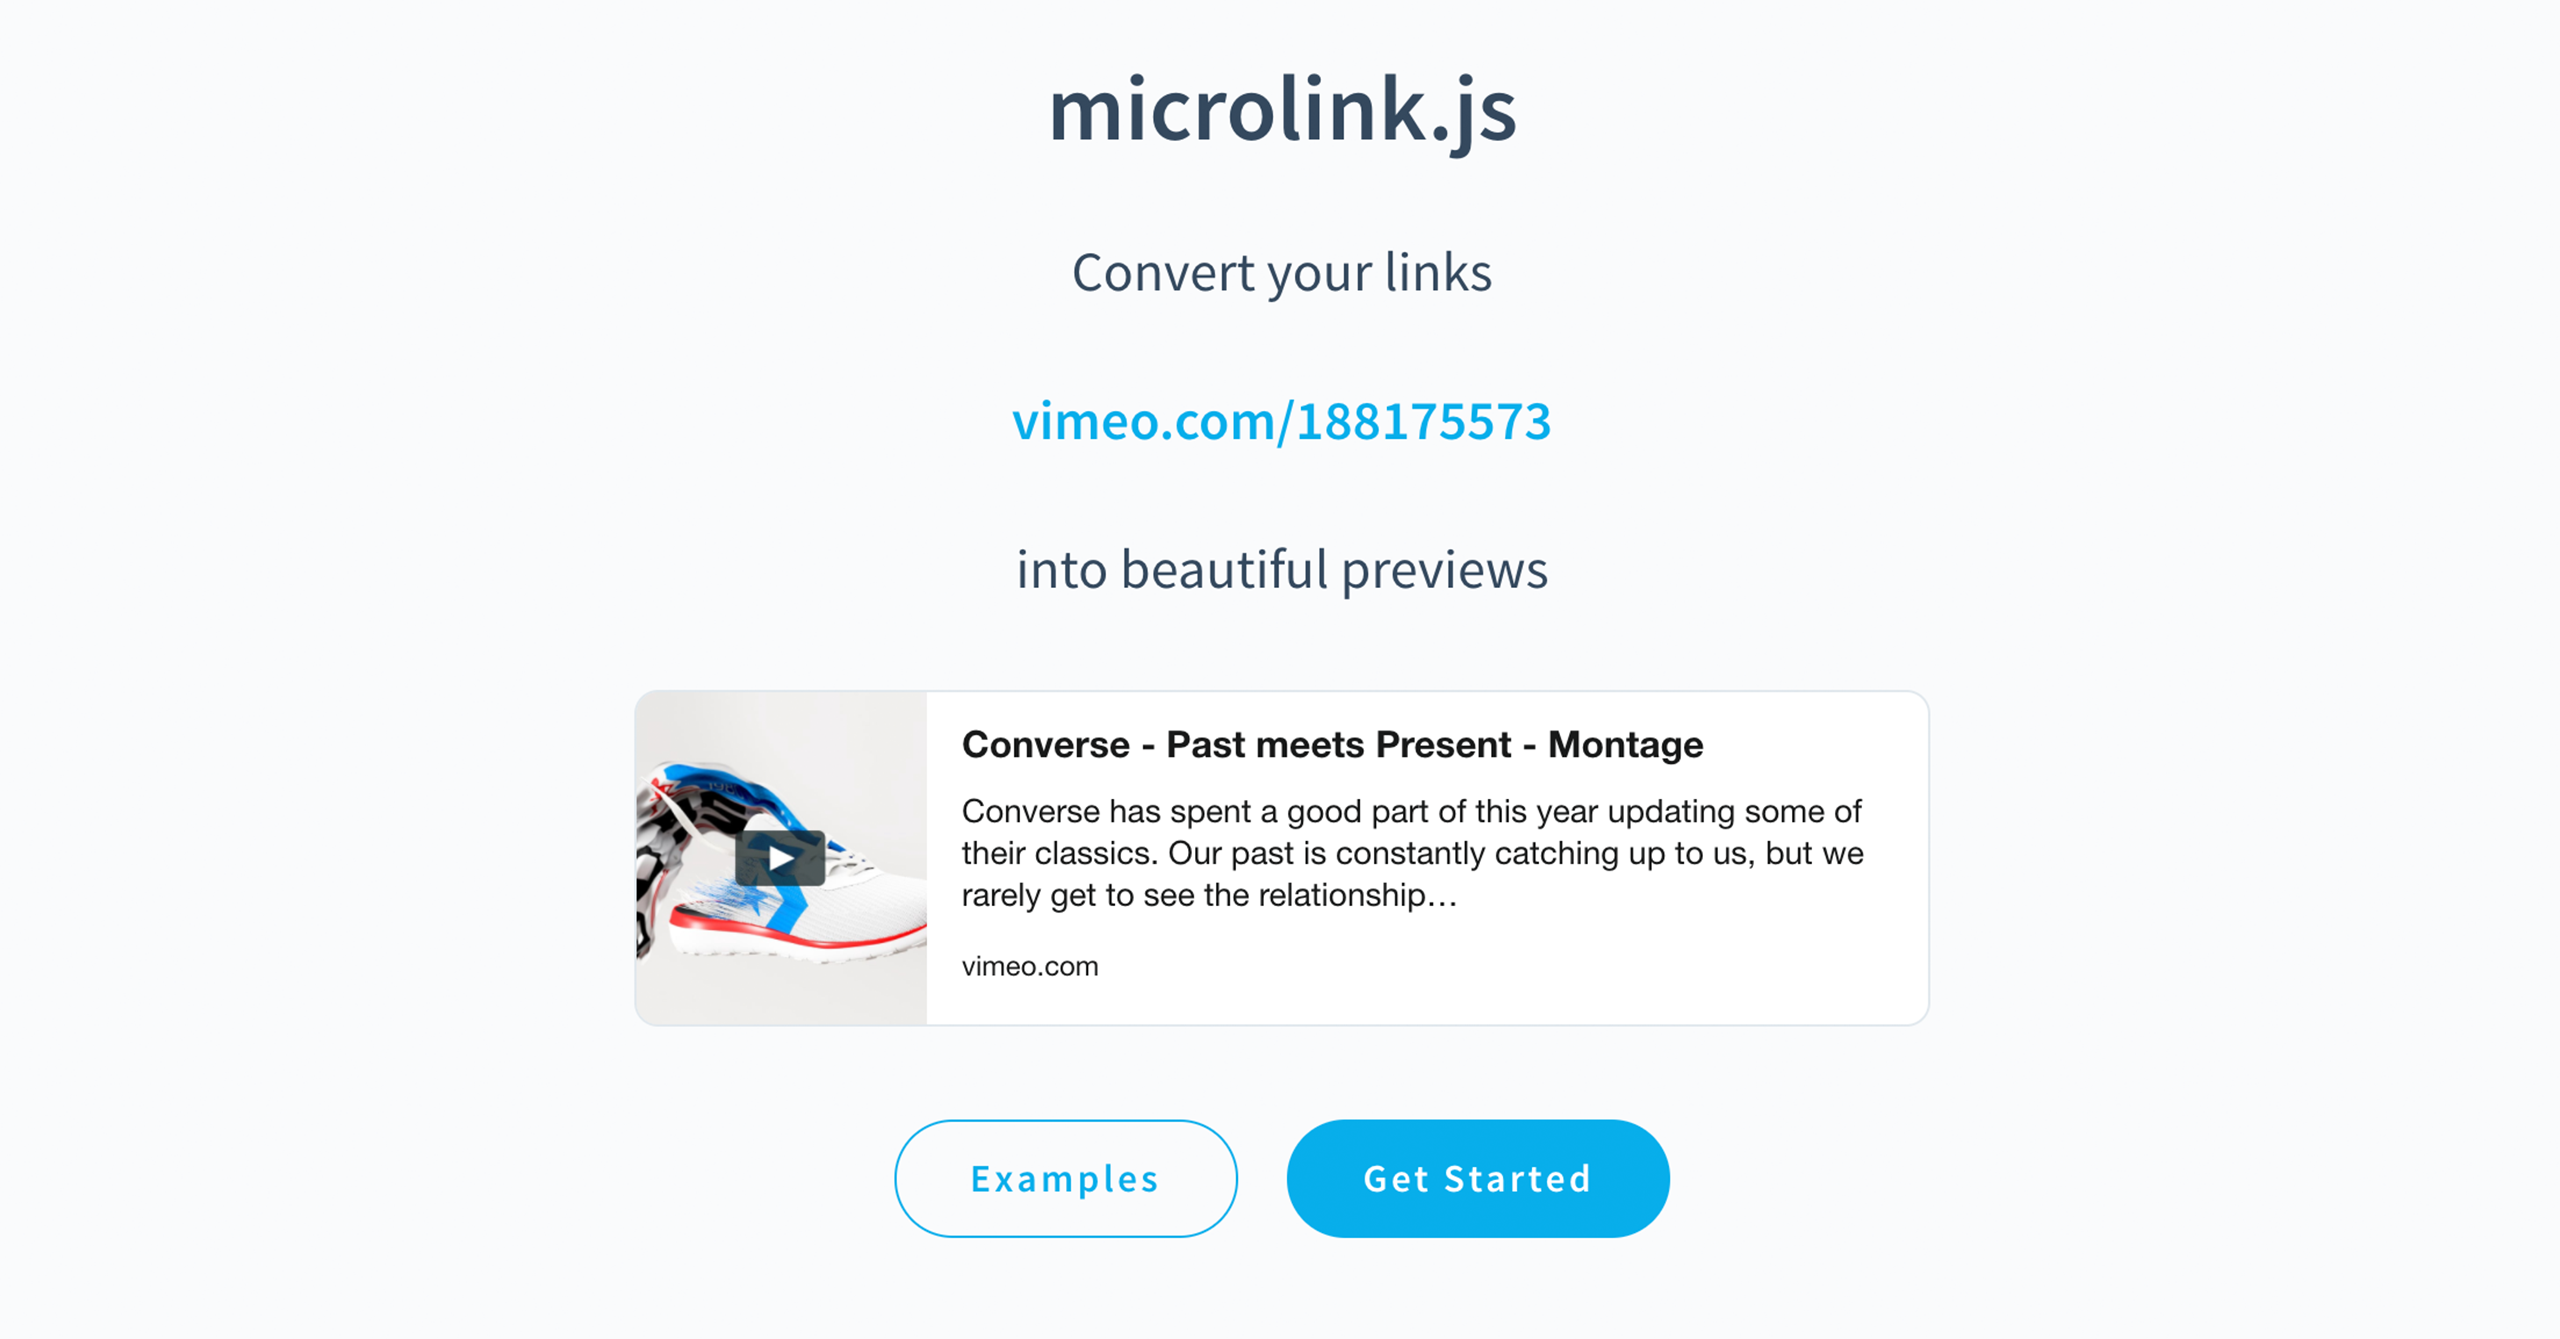 microlink.js
Convert your links
vimeo.com/188175573
into beautiful previews
Converse - Past meets Present - Montage
Converse has spent a good part of this year updating some of
their classics. Our past is constantly catching up to us, but we
rarely get to see the relationship…
vimeo.com
Examples
Get Started